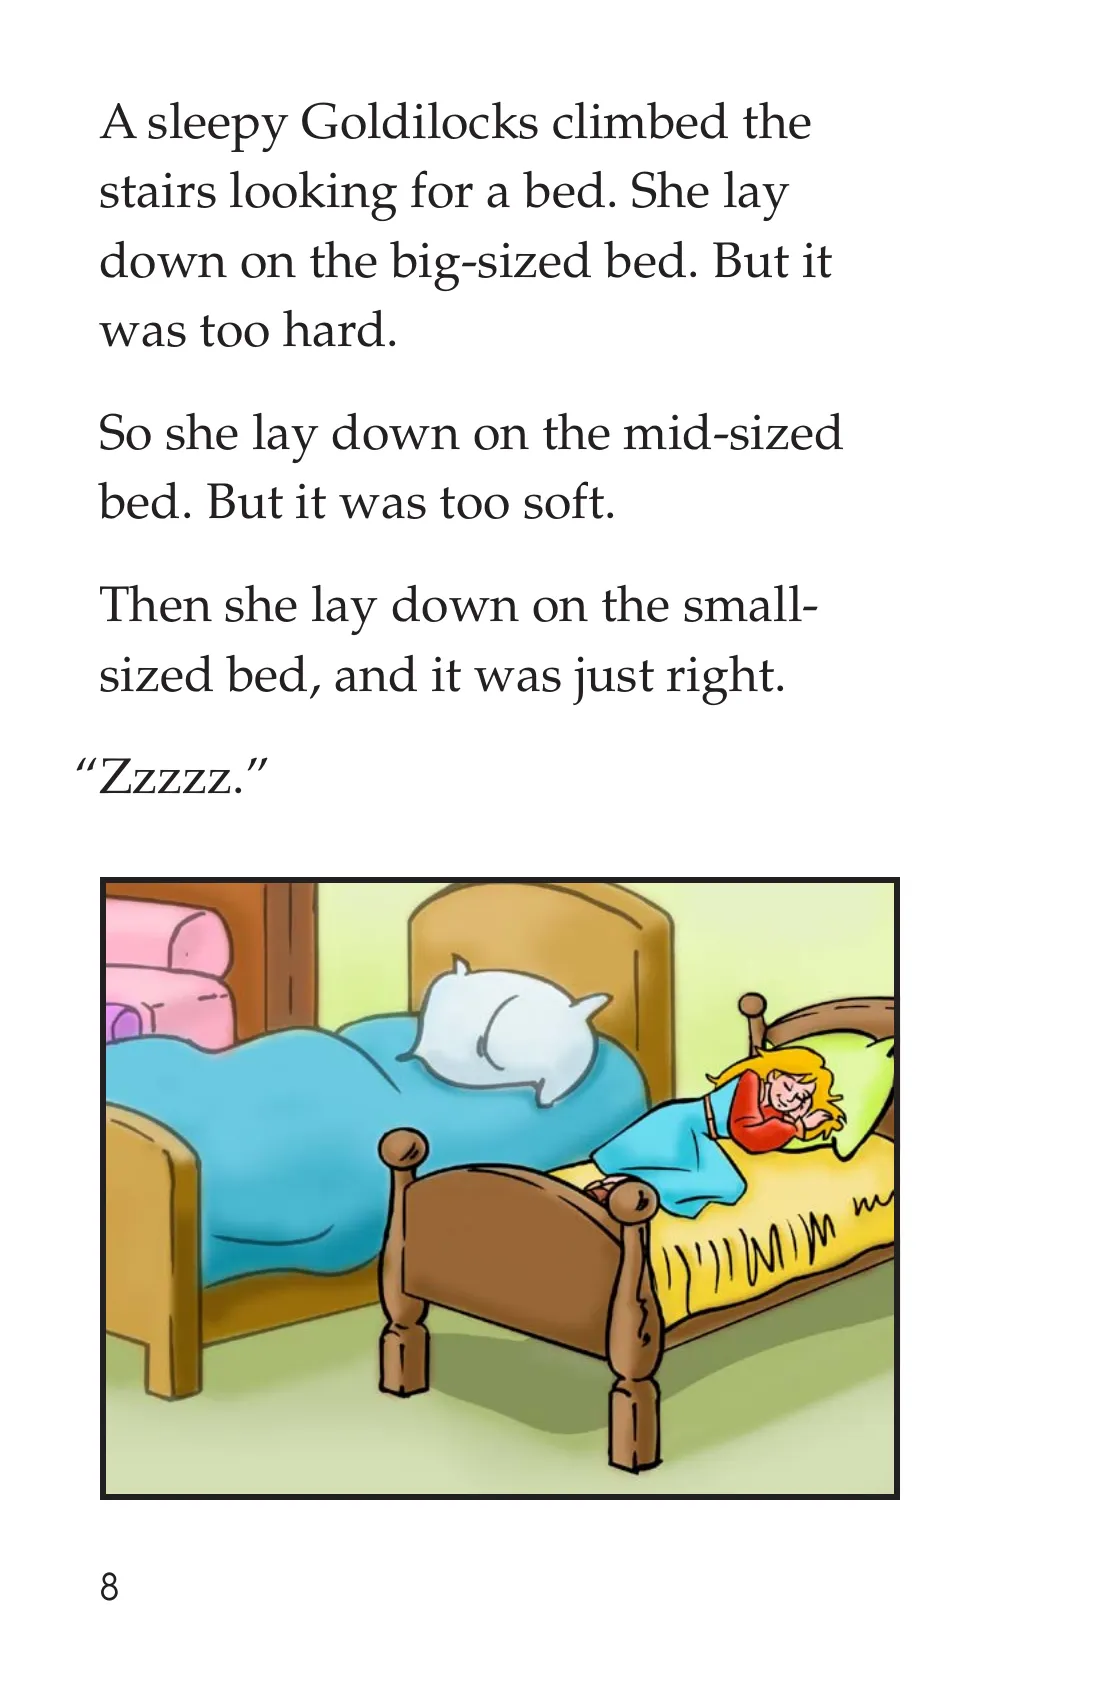 A sleepy Goldilocks climbed the
stairs looking for a bed. She lay
down on the big-sized bed. But it
was too hard.
So she lay down on the mid-sized
bed. But it was too soft.
Then she lay down on the small-
sized bed, and it was just right.
“Zzzzz.”
8